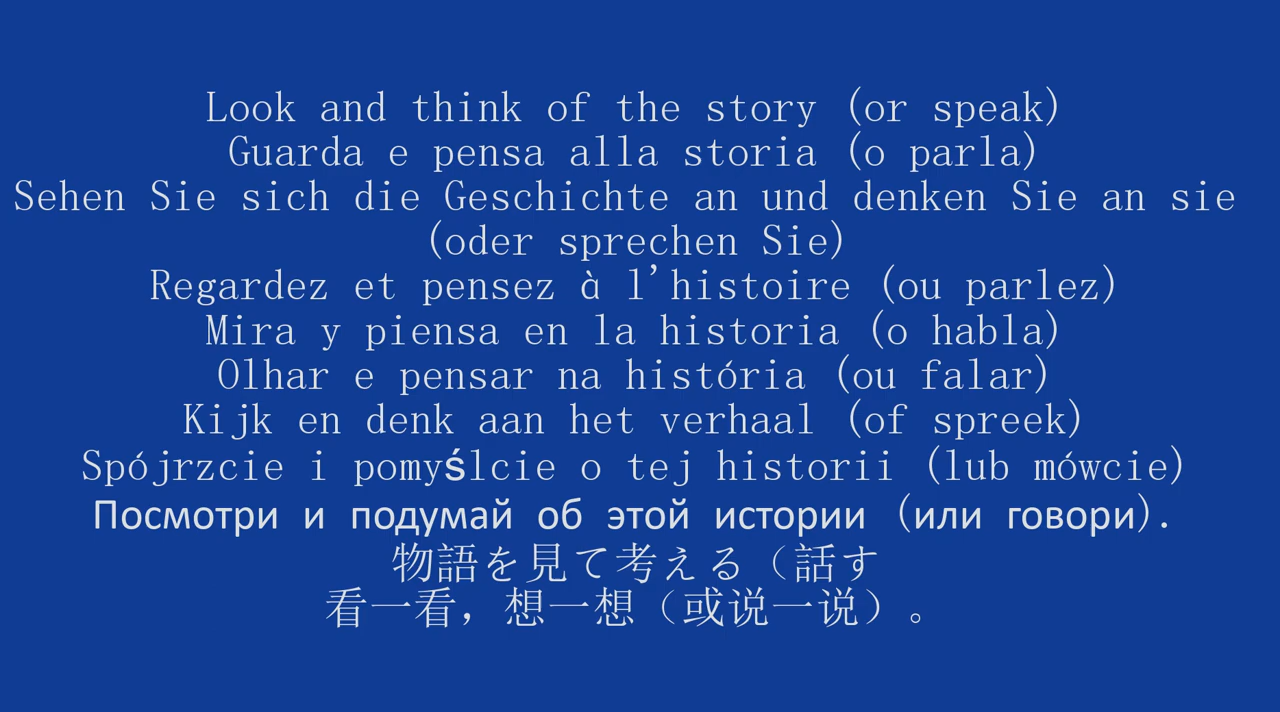 Look and think of the story (or speak)
Guarda e pensa alla storia (o parla)
Sehen Sie sich die Geschichte an und denken Sie an sie
(oder sprechen Sie)
Regardez et pensez à l'histoire (ou parlez)
Mira y piensa en la historia (o habla)
Olhar e pensar na história (ou falar)
Kijk en denk aan het verhaal (of spreek)
Spójrzcie i pomyślcie o tej historii (lub mówcie)
Посмотри и подумай об этой истории (или говори).
物語を見て考える（話す
看一看，想一想（或说一说）。